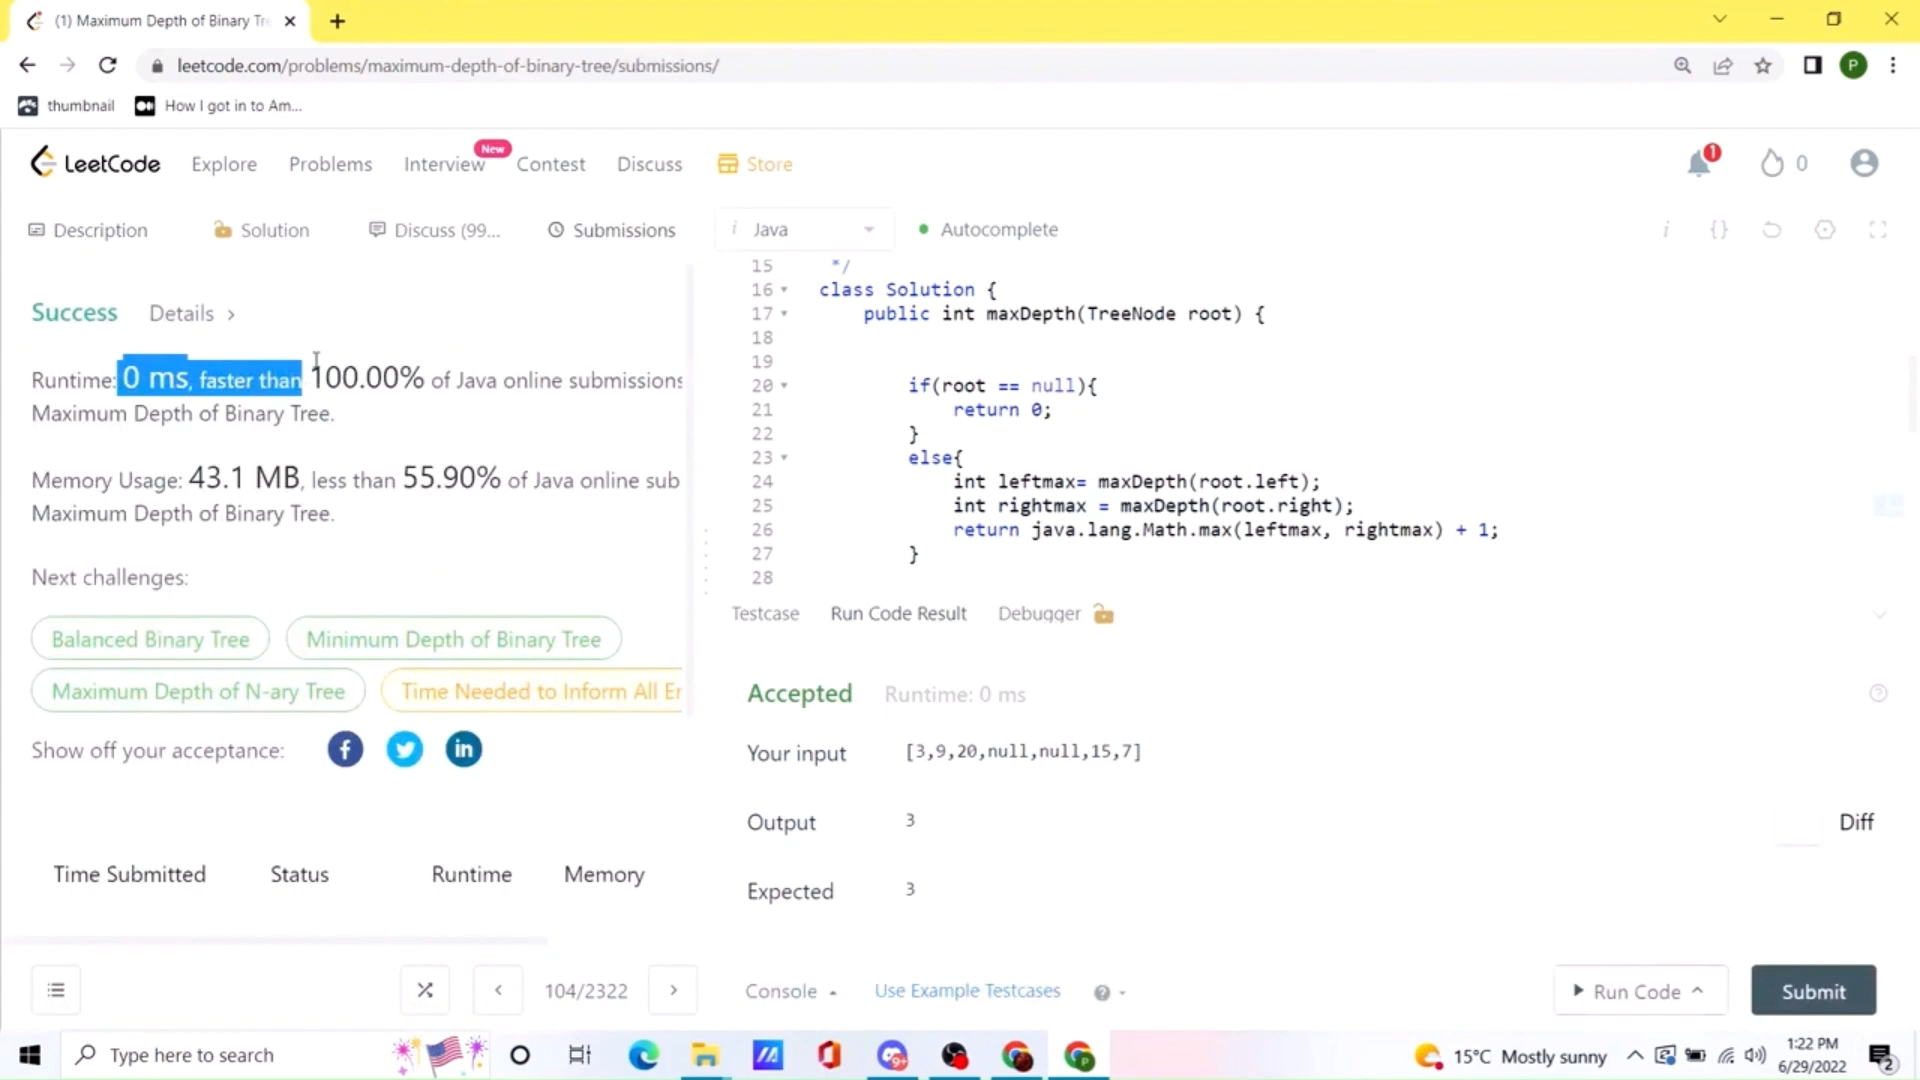 (1) Maximum Depth of Binary Tre
leetcode.com/problems/maximum-depth-of-binary-tree/submissions/
P
thumbnail
How I got in to Am...
LeetCode
Explore
Problems
Interview
New
Contest
Discuss
Store
1
0
Description
Solution
Discuss (99...
Submissions
i Java
Autocomplete
i {}
Success
Details >
Runtime: 0 ms, faster than 100.00% of Java online submissions
Maximum Depth of Binary Tree.
Memory Usage: 43.1 MB, less than 55.90% of Java online sub
Maximum Depth of Binary Tree.
Next challenges:
Balanced Binary Tree
Minimum Depth of Binary Tree
Maximum Depth of N-ary Tree
Time Needed to Inform All Er
Show off your acceptance:
f
in
Time Submitted
Status
Runtime
Memory
15 */
16 class Solution {
17 public int maxDepth(TreeNode root) {
18
19
20 if(root == null){
21 return 0;
22 }
23 else{
24 int leftmax= maxDepth(root.left);
25 int rightmax = maxDepth(root.right);
26 return java.lang.Math.max(leftmax, rightmax) + 1;
27 }
28
Testcase
Run Code Result
Debugger
Accepted
Runtime: 0 ms
?
Your input
[3,9,20,null,null,15,7]
Output
3
Diff
Expected
3
104/2322
Console
Use Example Testcases
?
Run Code
Submit
Type here to search
9+
P
15°C Mostly sunny
1:22 PM
6/29/2022
2